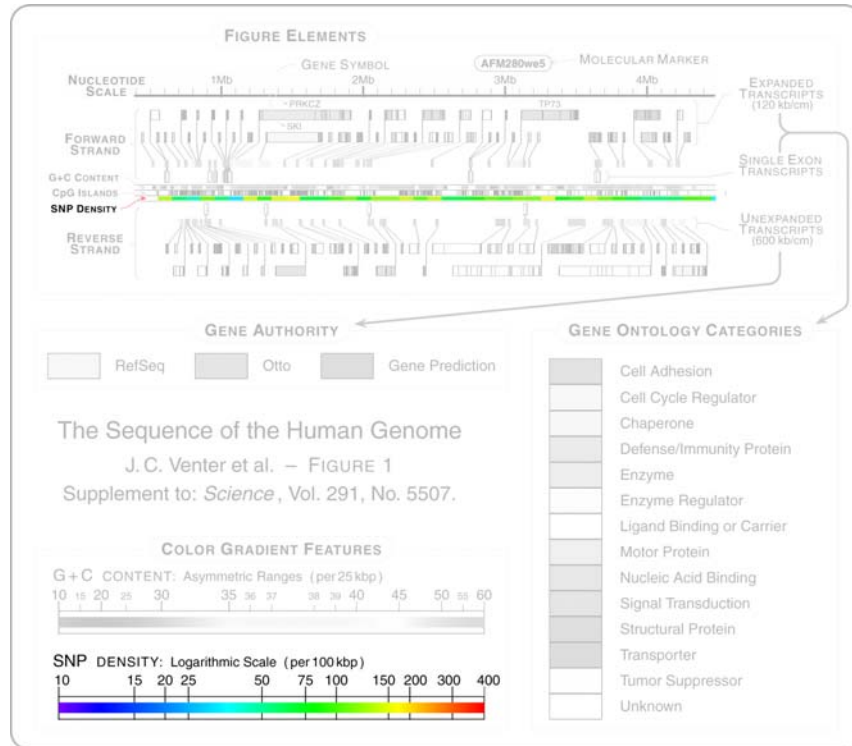 FIGURE ELEMENTS
GENE SYMBOL
AFM280we5
MOLECULAR MARKER
NUCLEOTIDE SCALE
1Mb 2Mb 3Mb 4Mb
EXPANDED TRANSCRIPTS (120 kb/cm)
~PRKCZ
TP73
~SKI
FORWARD STRAND
SINGLE EXON TRANSCRIPTS
G+C CONTENT
CpG ISLANDS
SNP DENSITY
UNEXPANDED TRANSCRIPTS (600 kb/cm)
REVERSE STRAND
GENE AUTHORITY
RefSeq Otto Gene Prediction
GENE ONTOLOGY CATEGORIES
Cell Adhesion
Cell Cycle Regulator
Chaperone
Defense/Immunity Protein
Enzyme
Enzyme Regulator
Ligand Binding or Carrier
Motor Protein
Nucleic Acid Binding
Signal Transduction
Structural Protein
Transporter
Tumor Suppressor
Unknown
The Sequence of the Human Genome
J. C. Venter et al. – FIGURE 1
Supplement to: Science, Vol. 291, No. 5507.
COLOR GRADIENT FEATURES
G+C CONTENT: Asymmetric Ranges (per 25 kbp)
10 15 20 25 30 35 36 37 38 39 40 45 50 55 60
SNP DENSITY: Logarithmic Scale (per 100 kbp)
10 15 20 25 50 75 100 150 200 300 400